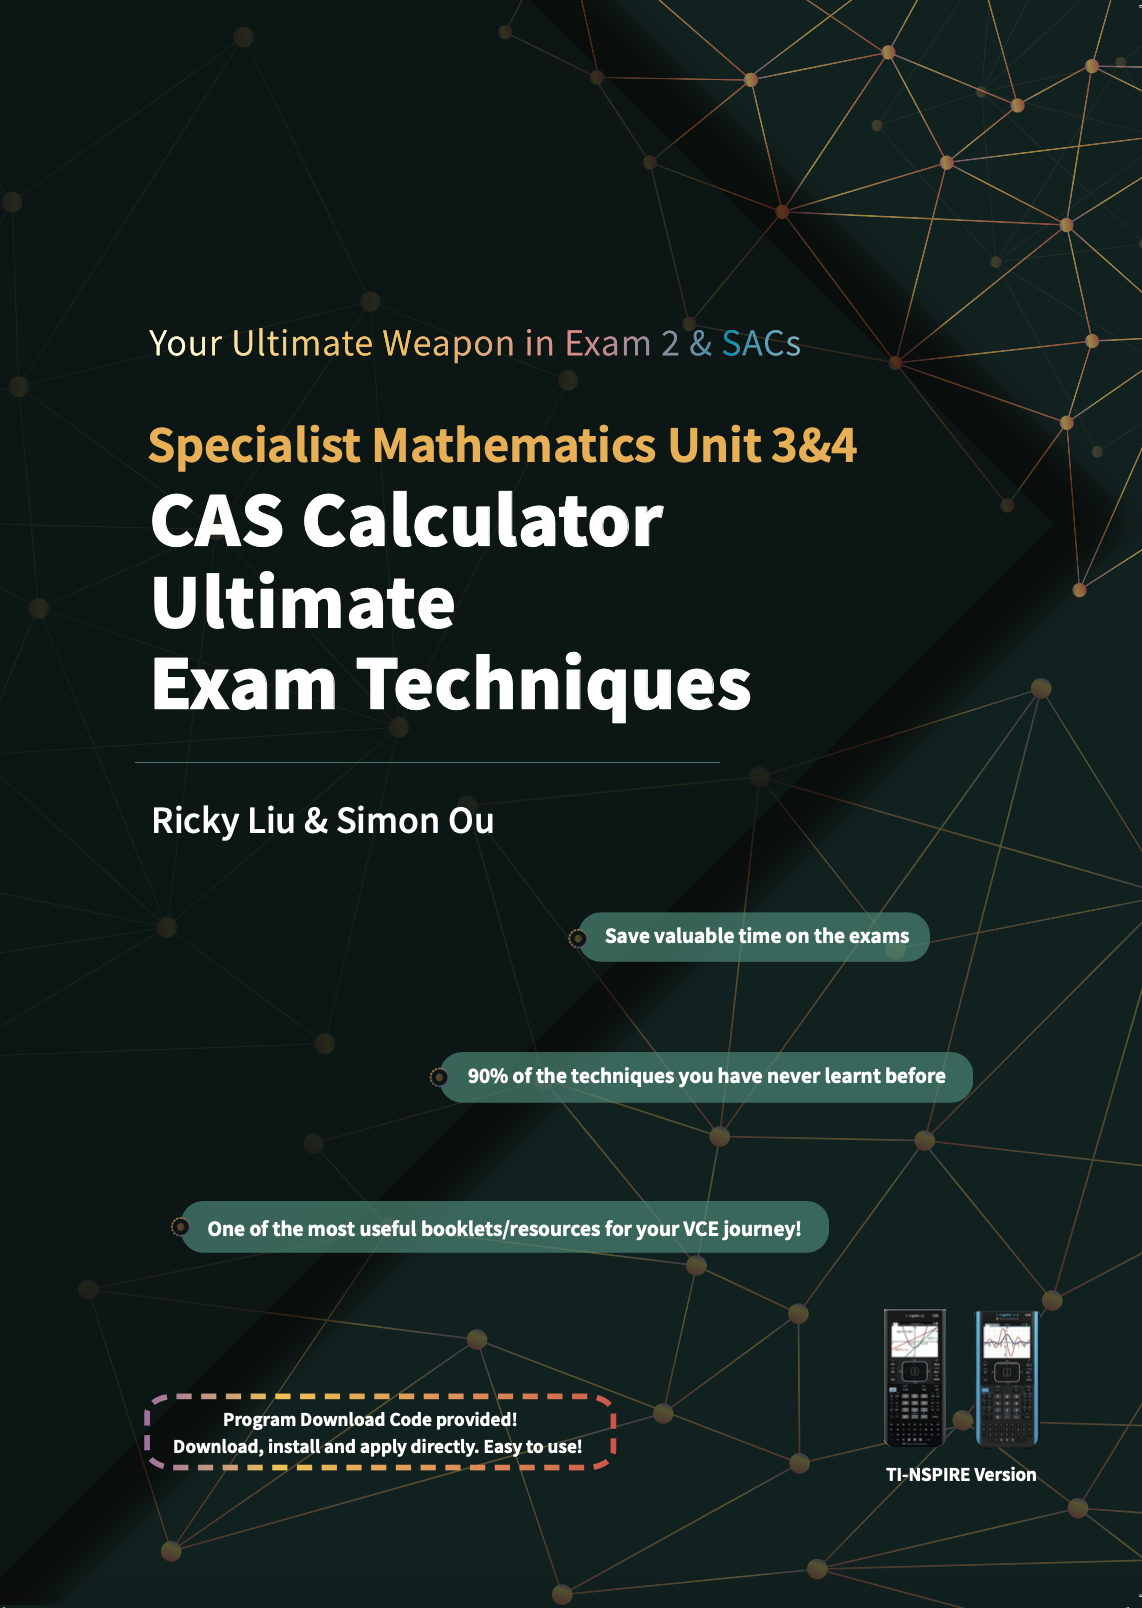 Your Ultimate Weapon in Exam 2 & SACs
Specialist Mathematics Unit 3&4
CAS Calculator
Ultimate
Exam Techniques
Ricky Liu & Simon Ou
Save valuable time on the exams
90% of the techniques you have never learnt before
One of the most useful booklets/resources for your VCE journey!
Program Download Code provided!
Download, install and apply directly. Easy to use!
TI-NSPIRE Version